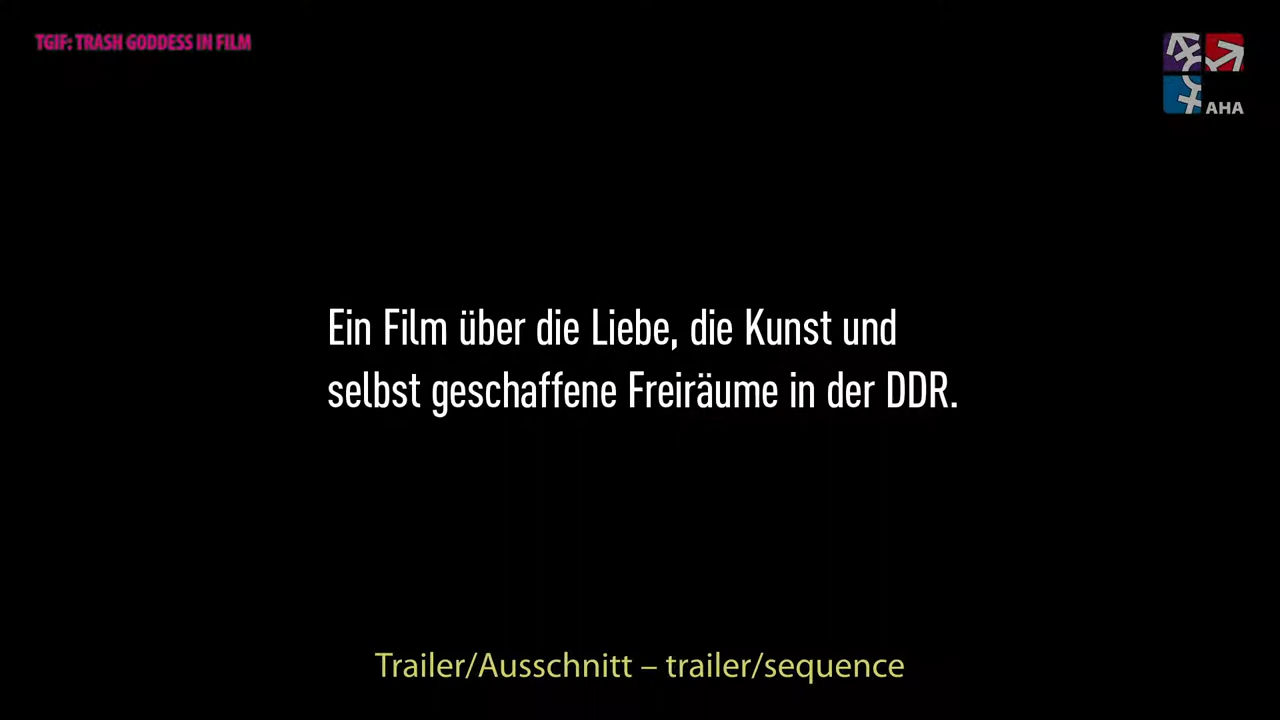 TGIF: TRASH GODDESS IN FILM
AHA
Ein Film über die Liebe, die Kunst und
selbst geschaffene Freiräume in der DDR.
Trailer/Ausschnitt – trailer/sequence